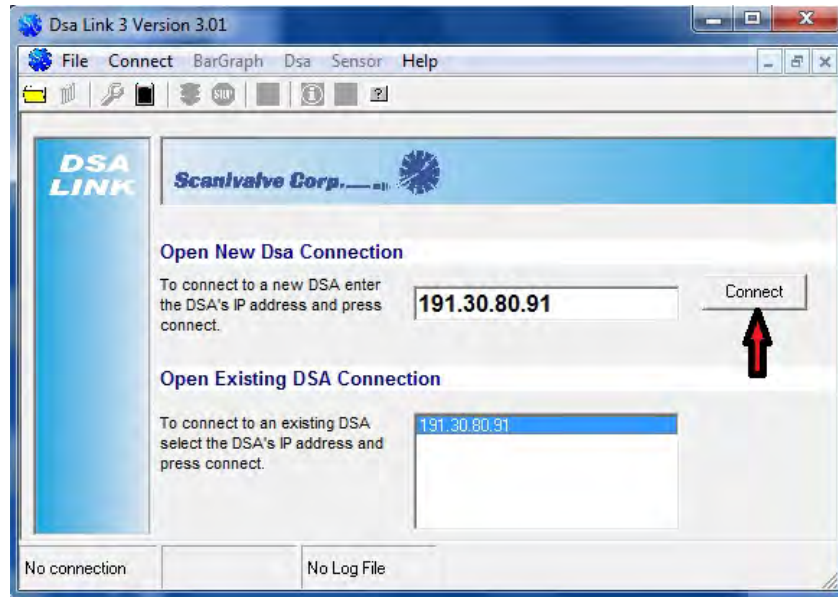 Dsa Link 3 Version 3.01
File Connect BarGraph Dsa Sensor Help
STOP
DSA
LINK
Scanivalve Corp.
Open New Dsa Connection
To connect to a new DSA enter
the DSA's IP address and press
connect.
191.30.80.91
Connect
Open Existing DSA Connection
To connect to an existing DSA
select the DSA's IP address and
press connect.
191.30.80.91
No connection
No Log File